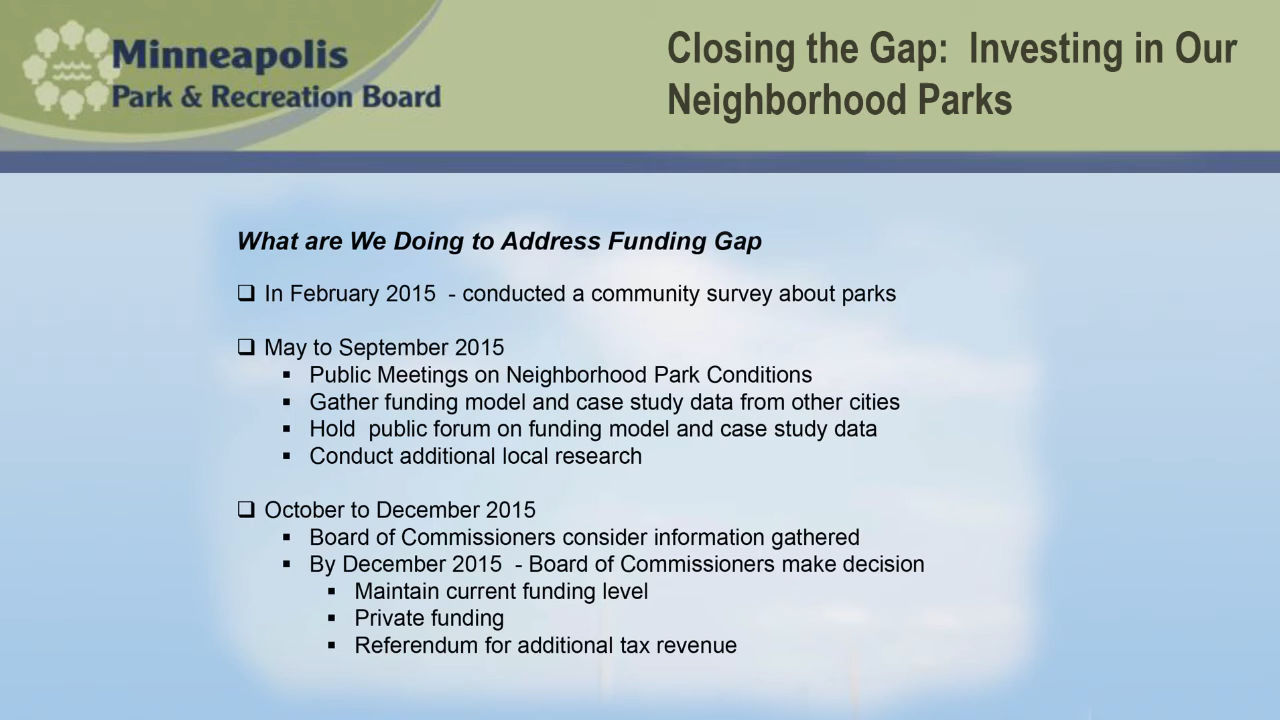 Minneapolis
Park & Recreation Board
Closing the Gap:  Investing in Our
Neighborhood Parks
What are We Doing to Address Funding Gap
❑ In February 2015  - conducted a community survey about parks
❑ May to September 2015
▪ Public Meetings on Neighborhood Park Conditions
▪ Gather funding model and case study data from other cities
▪ Hold  public forum on funding model and case study data
▪ Conduct additional local research
❑ October to December 2015
▪ Board of Commissioners consider information gathered
▪ By December 2015  - Board of Commissioners make decision
▪ Maintain current funding level
▪ Private funding
▪ Referendum for additional tax revenue